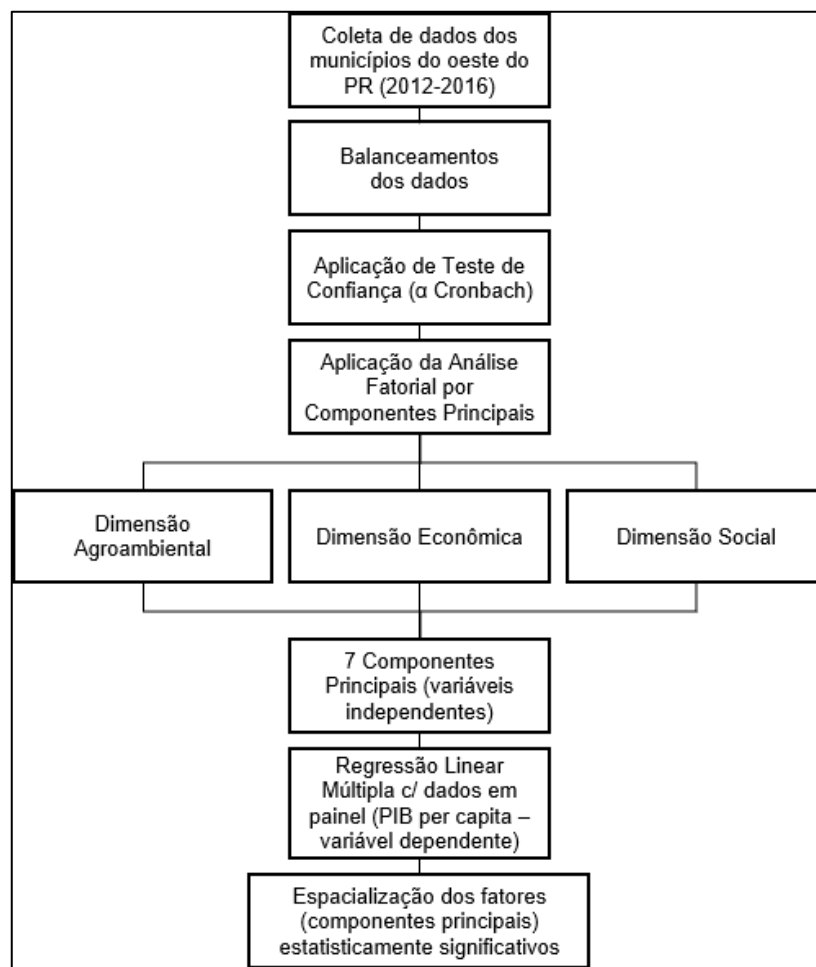 Coleta de dados dos
municípios do oeste do
PR (2012-2016)
Balanceamentos
dos dados
Aplicação de Teste de
Confiança (α Cronbach)
Aplicação da Análise
Fatorial por
Componentes Principais
Dimensão
Agroambiental
Dimensão Econômica
Dimensão Social
7 Componentes
Principais (variáveis
independentes)
Regressão Linear
Múltipla c/ dados em
painel (PIB per capita –
variável dependente)
Espacialização dos fatores
(componentes principais)
estatisticamente significativos